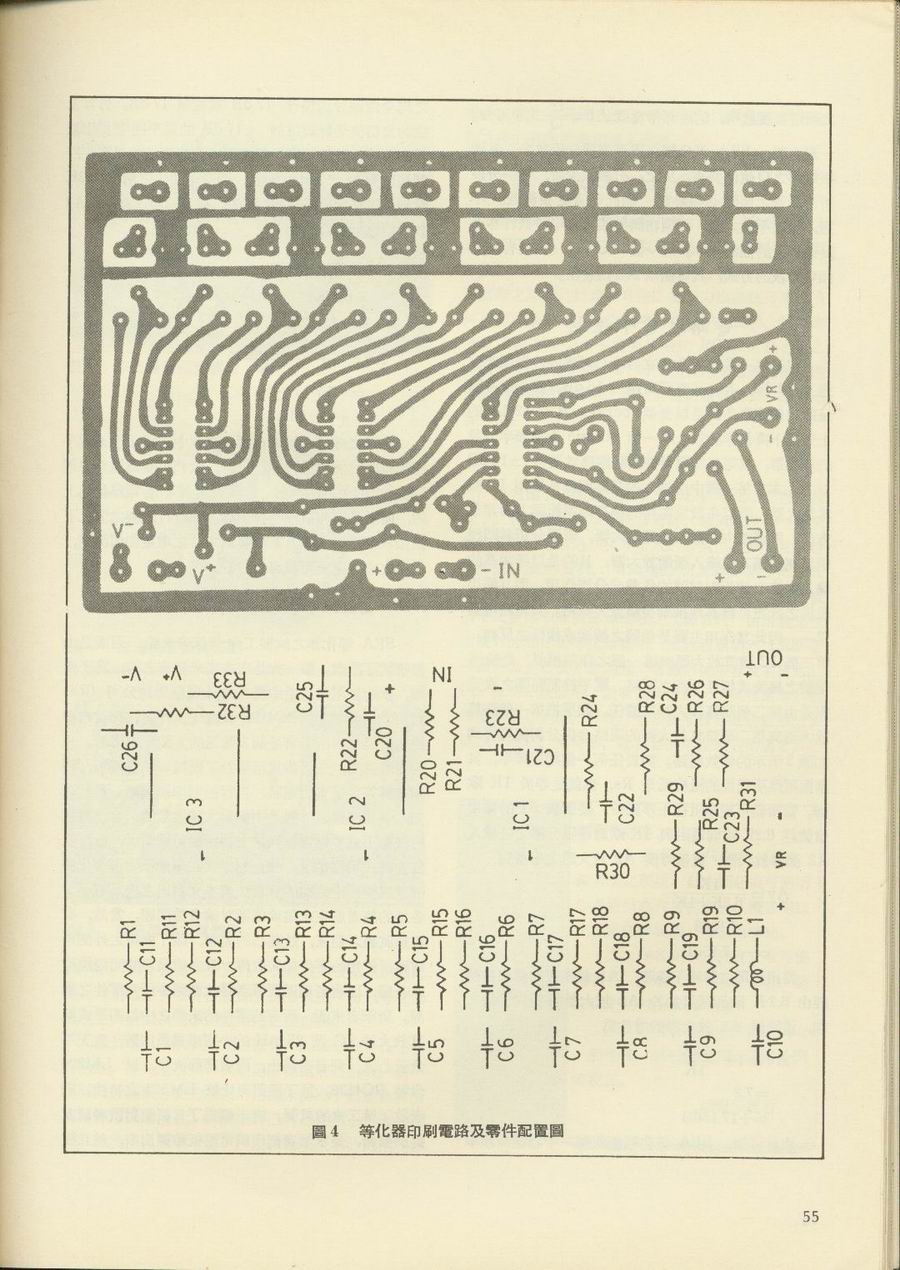 +
VR
-
V-
V+
+
- IN
OUT
+
-
V-
V+
R33
R32
C26
C25
R22
C20
+
IN
-
R20
R21
R23
C21
R24
C22
R28
C24
R26
R27
OUT
+
-
IC 3
IC 2
IC 1
1
1
1
R30
R29
R25
C23
R31
-
VR
+
R1
C11
R11
R12
C12
R2
R3
C13
R13
R14
C14
R4
R5
C15
R15
R16
C16
R6
R7
C17
R17
R18
C18
R8
R9
C19
R19
R10
L1
C1
C2
C3
C4
C5
C6
C7
C8
C9
C10
圖 4 等化器印刷電路及零件配置圖
55